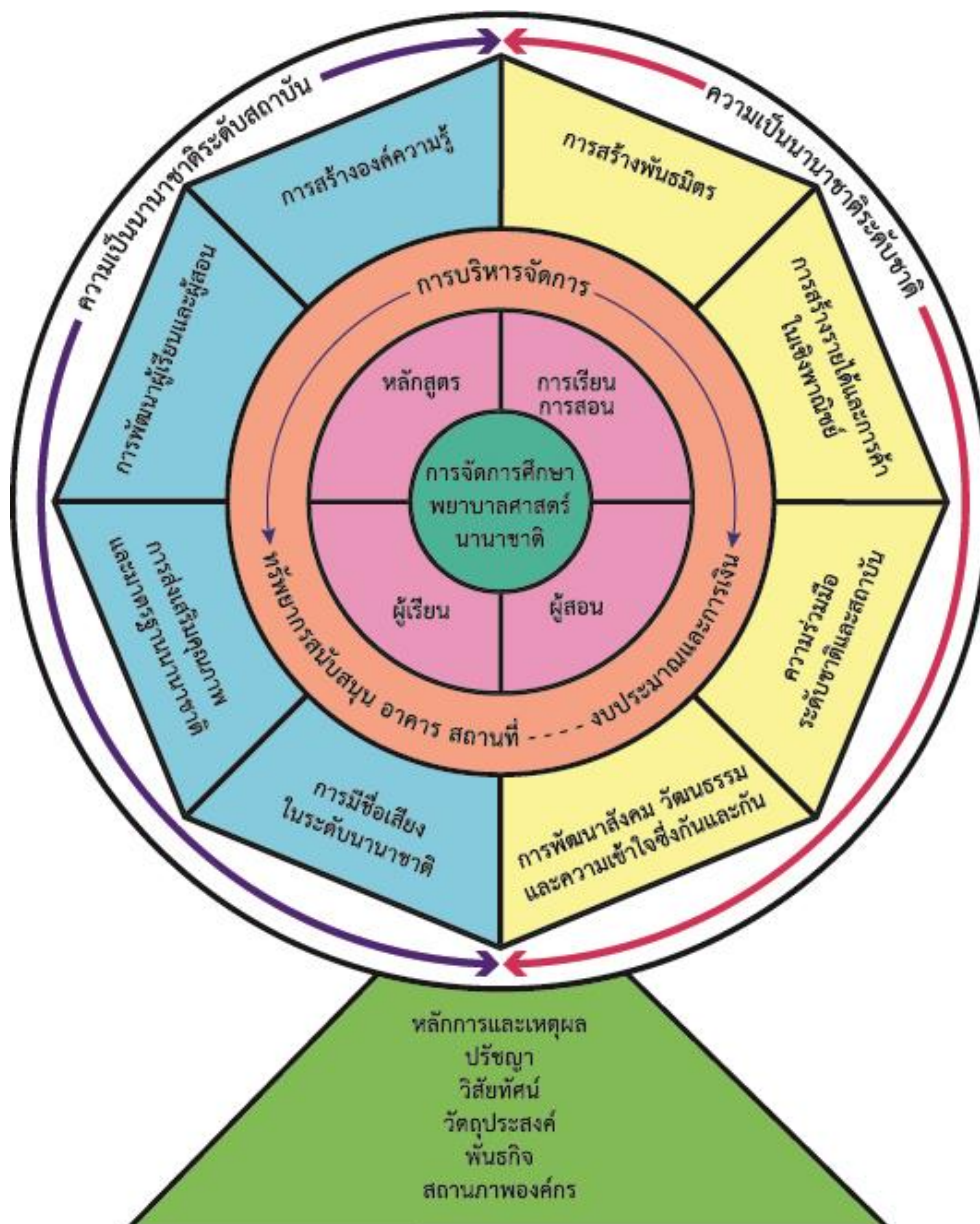 ความเป็นนานาชาติระดับสถาบัน
ความเป็นนานาชาติระดับชาติ
การสร้างองค์ความรู้
การสร้างพันธมิตร
การพัฒนาผู้เรียนและผู้สอน
การสร้างรายได้และการค้า
ในเชิงพาณิชย์
การบริหารจัดการ
หลักสูตร
การเรียน
การสอน
การจัดการศึกษา
พยาบาลศาสตร์
นานาชาติ
ผู้เรียน
ผู้สอน
ทรัพยากรสนับสนุน อาคาร สถานที่ - - - - งบประมาณและการเงิน
การส่งเสริมคุณภาพ
และมาตรฐานนานาชาติ
ความร่วมมือ
ระดับชาติและสถาบัน
การมีชื่อเสียง
ในระดับนานาชาติ
การพัฒนาสังคม วัฒนธรรม
และความเข้าใจซึ่งกันและกัน
หลักการและเหตุผล
ปรัชญา
วิสัยทัศน์
วัตถุประสงค์
พันธกิจ
สถานภาพองค์กร